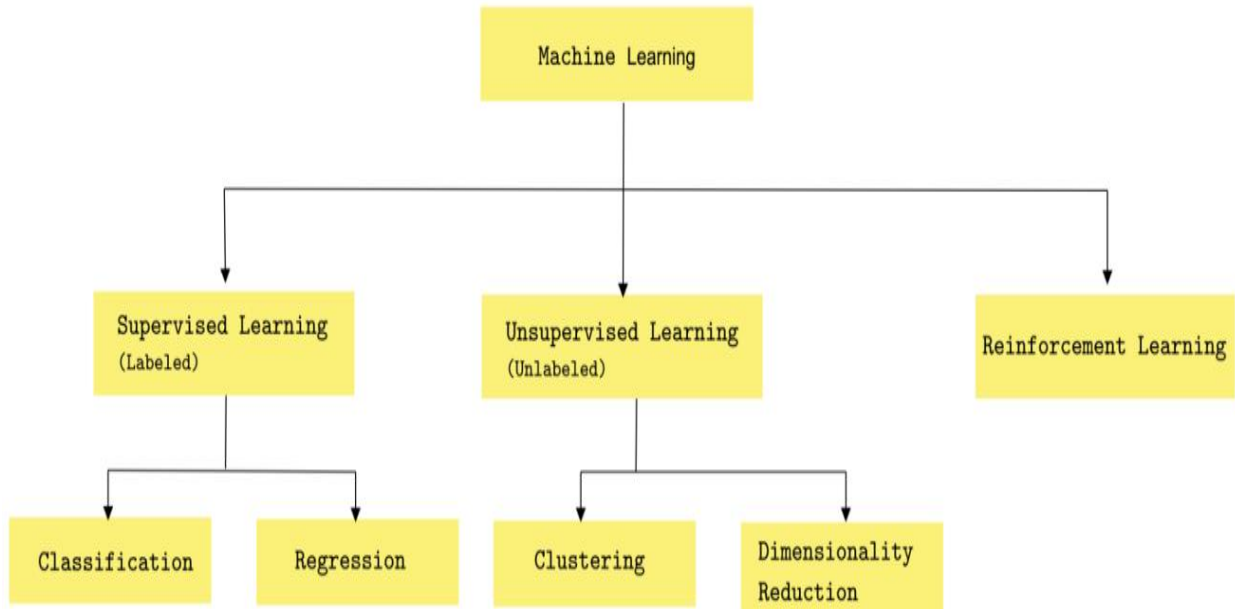 Machine Learning
Supervised Learning
(Labeled)
Unsupervised Learning
(Unlabeled)
Reinforcement Learning
Classification
Regression
Clustering
Dimensionality
Reduction